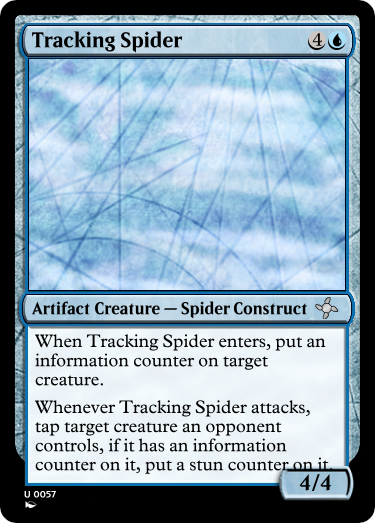 Tracking Spider 4
Artifact Creature — Spider Construct
When Tracking Spider enters, put an
information counter on target
creature.
Whenever Tracking Spider attacks,
tap target creature an opponent
controls, if it has an information
counter on it, put a stun counter on it.
4/4
U 0057